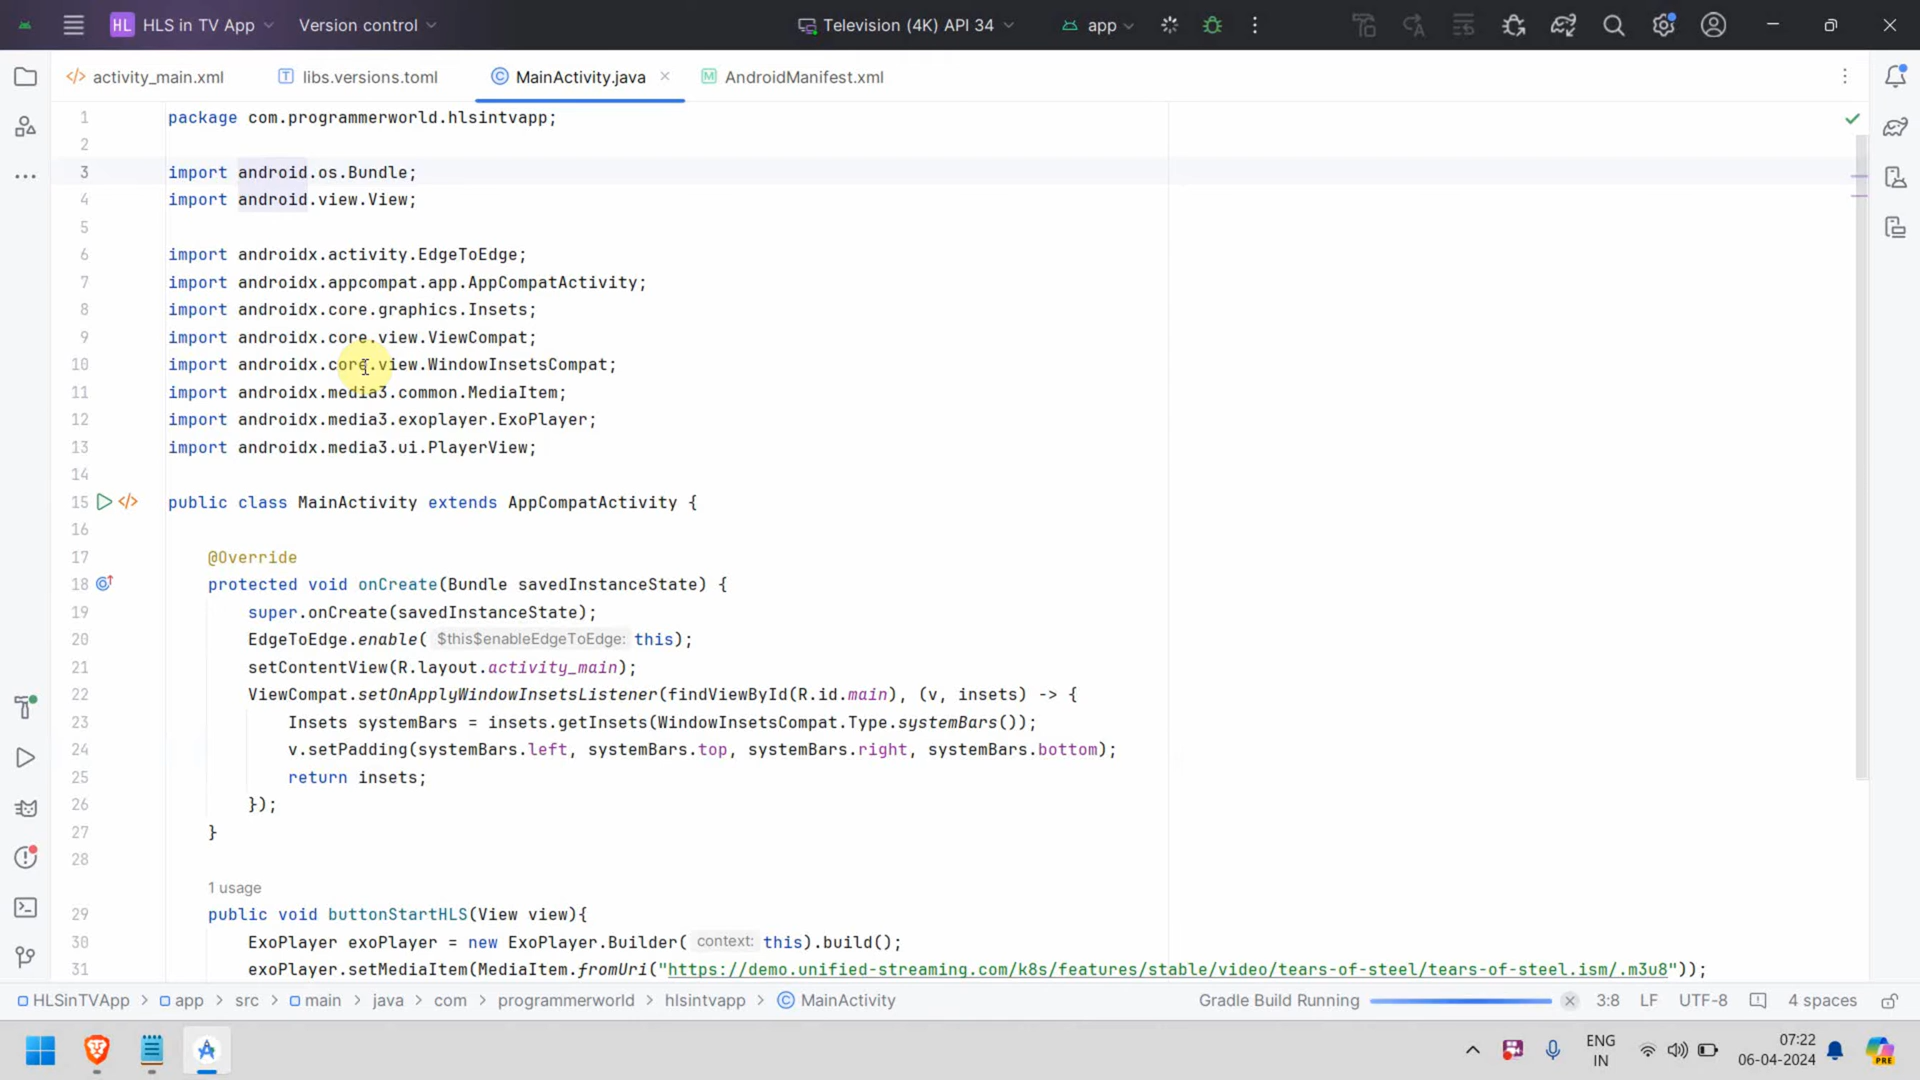 HL HLS in TV App Version control Television (4K) API 34 app
activity_main.xml libs.versions.toml MainActivity.java AndroidManifest.xml
1 package com.programmerworld.hlsintvapp;
2
3 import android.os.Bundle;
4 import android.view.View;
5
6 import androidx.activity.EdgeToEdge;
7 import androidx.appcompat.app.AppCompatActivity;
8 import androidx.core.graphics.Insets;
9 import androidx.core.view.ViewCompat;
10 import androidx.core.view.WindowInsetsCompat;
11 import androidx.media3.common.MediaItem;
12 import androidx.media3.exoplayer.ExoPlayer;
13 import androidx.media3.ui.PlayerView;
14
15 public class MainActivity extends AppCompatActivity {
16
17 @Override
18 protected void onCreate(Bundle savedInstanceState) {
19 super.onCreate(savedInstanceState);
20 EdgeToEdge.enable( $this$enableEdgeToEdge: this);
21 setContentView(R.layout.activity_main);
22 ViewCompat.setOnApplyWindowInsetsListener(findViewById(R.id.main), (v, insets) -> {
23 Insets systemBars = insets.getInsets(WindowInsetsCompat.Type.systemBars());
24 v.setPadding(systemBars.left, systemBars.top, systemBars.right, systemBars.bottom);
25 return insets;
26 });
27 }
28
1 usage
29 public void buttonStartHLS(View view){
30 ExoPlayer exoPlayer = new ExoPlayer.Builder( context: this).build();
31 exoPlayer.setMediaItem(MediaItem.fromUri("https://demo.unified-streaming.com/k8s/features/stable/video/tears-of-steel/tears-of-steel.ism/.m3u8"));
HLSinTVApp > app > src > main > java > com > programmerworld > hlsintvapp > MainActivity Gradle Build Running 3:8 LF UTF-8 4 spaces
ENG IN 07:22 06-04-2024 PRE